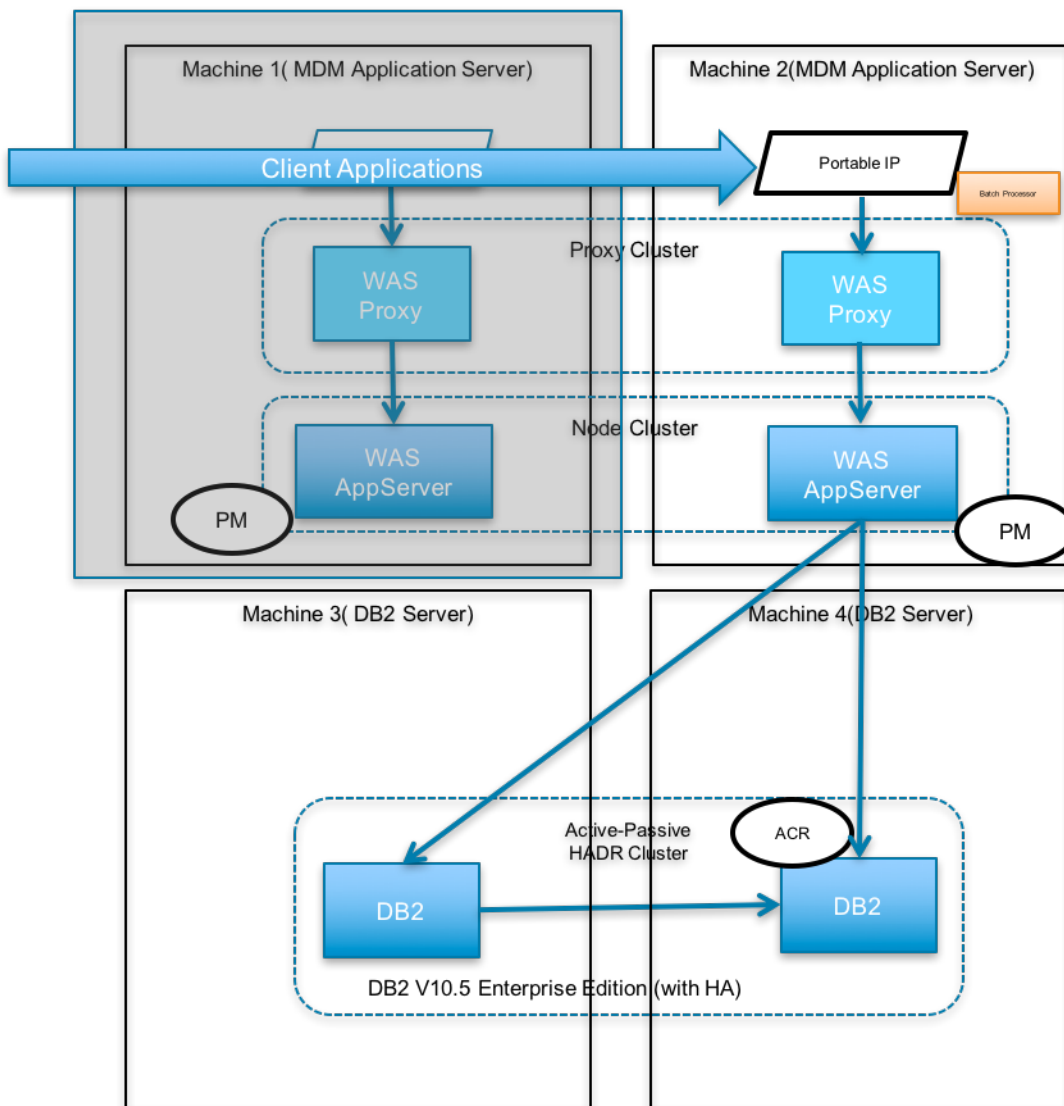 Machine 1( MDM Application Server)
Machine 2(MDM Application Server)
Client Applications
Portable IP
Batch Processor
Proxy Cluster
WAS
Proxy
WAS
Proxy
Node Cluster
WAS
AppServer
WAS
AppServer
PM
PM
Machine 3( DB2 Server)
Machine 4(DB2 Server)
Active-Passive
HADR Cluster
ACR
DB2
DB2
DB2 V10.5 Enterprise Edition (with HA)